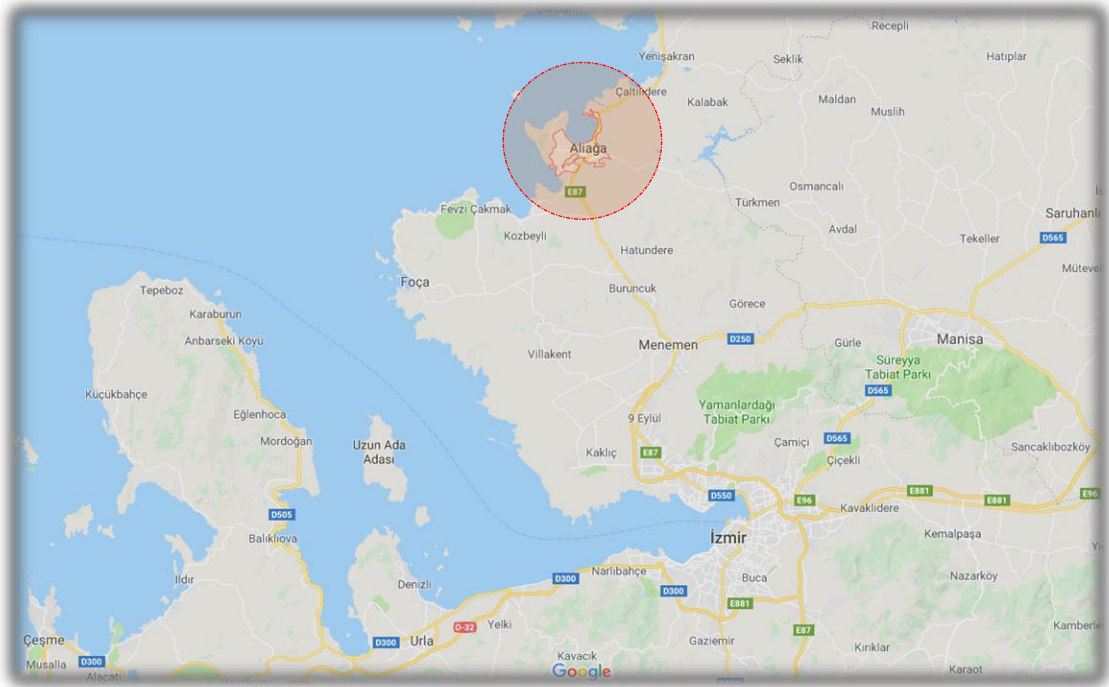 Recepli
Yenişakran
Seklik
Hatıplar
Çaltılıdere
Kalabak
Maldan
Muslih
Aliağa
E87
Osmancalı
Türkmen
Fevzi Çakmak
Saruhanlı
Kozbeyli
Avdal
Tekeller
D565
Hatundere
Foça
Buruncuk
Tepeboz
Görece
Karaburun
Anbarseki Köyü
Menemen
D250
Gürle
Manisa
Villakent
Süreyya
Tabiat Parkı
D565
Küçükbahçe
Yamanlardağı
Tabiat Parkı
Eğlenhoca
9 Eylül
Mordoğan
Uzun Ada
Adası
Çamiçi
D565
Sancaklıbozköy
Kaklıç
E87
Çiçekli
D550
E96
E881
E881
E96
D505
Kavaklıdere
Balıklıova
İzmir
Kemalpaşa
Ildır
Denizli
D300
Narlıbahçe
D300
Buca
Nazarköy
E881
Çeşme
D300
Urla
O-32
Yelki
Gaziemir
E87
Kırıklar
Musalla
D300
Kavacık
Google
Karaot
Alaçatı